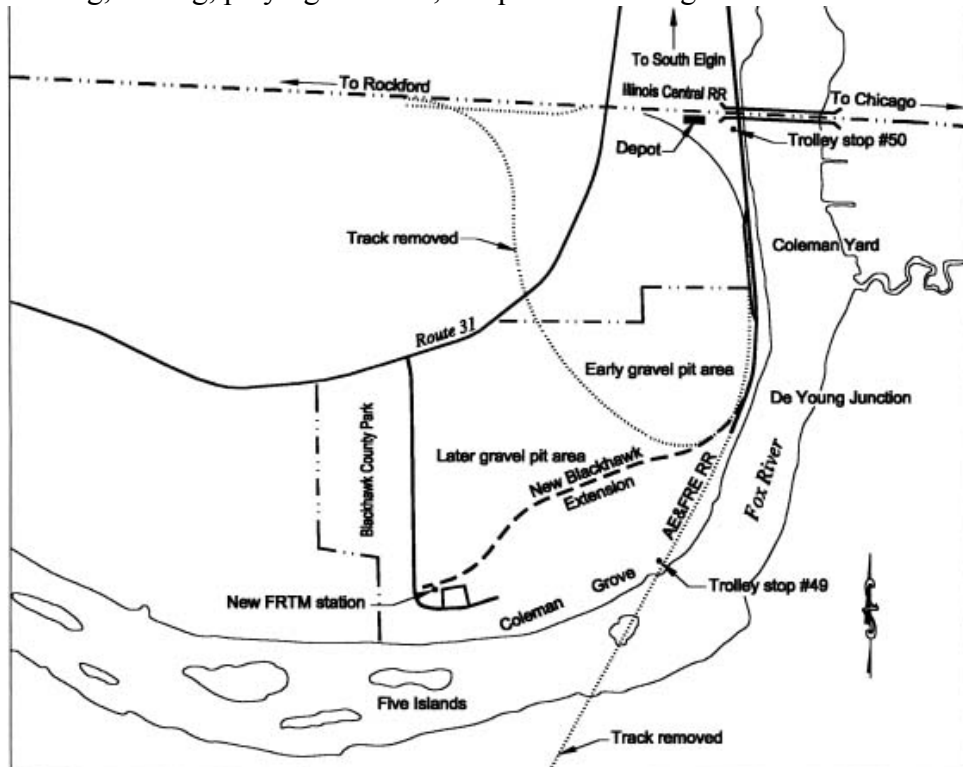 To South Elgin
Illinois Central RR
To Rockford
To Chicago
Depot
Trolley stop #50
Track removed
Coleman Yard
Route 31
Early gravel pit area
De Young Junction
Blackhawk County Park
Later gravel pit area
New Blackhawk
Extension
AE&FRE RR
Fox River
New FRTM station
Coleman Grove
Trolley stop #49
Five Islands
Track removed